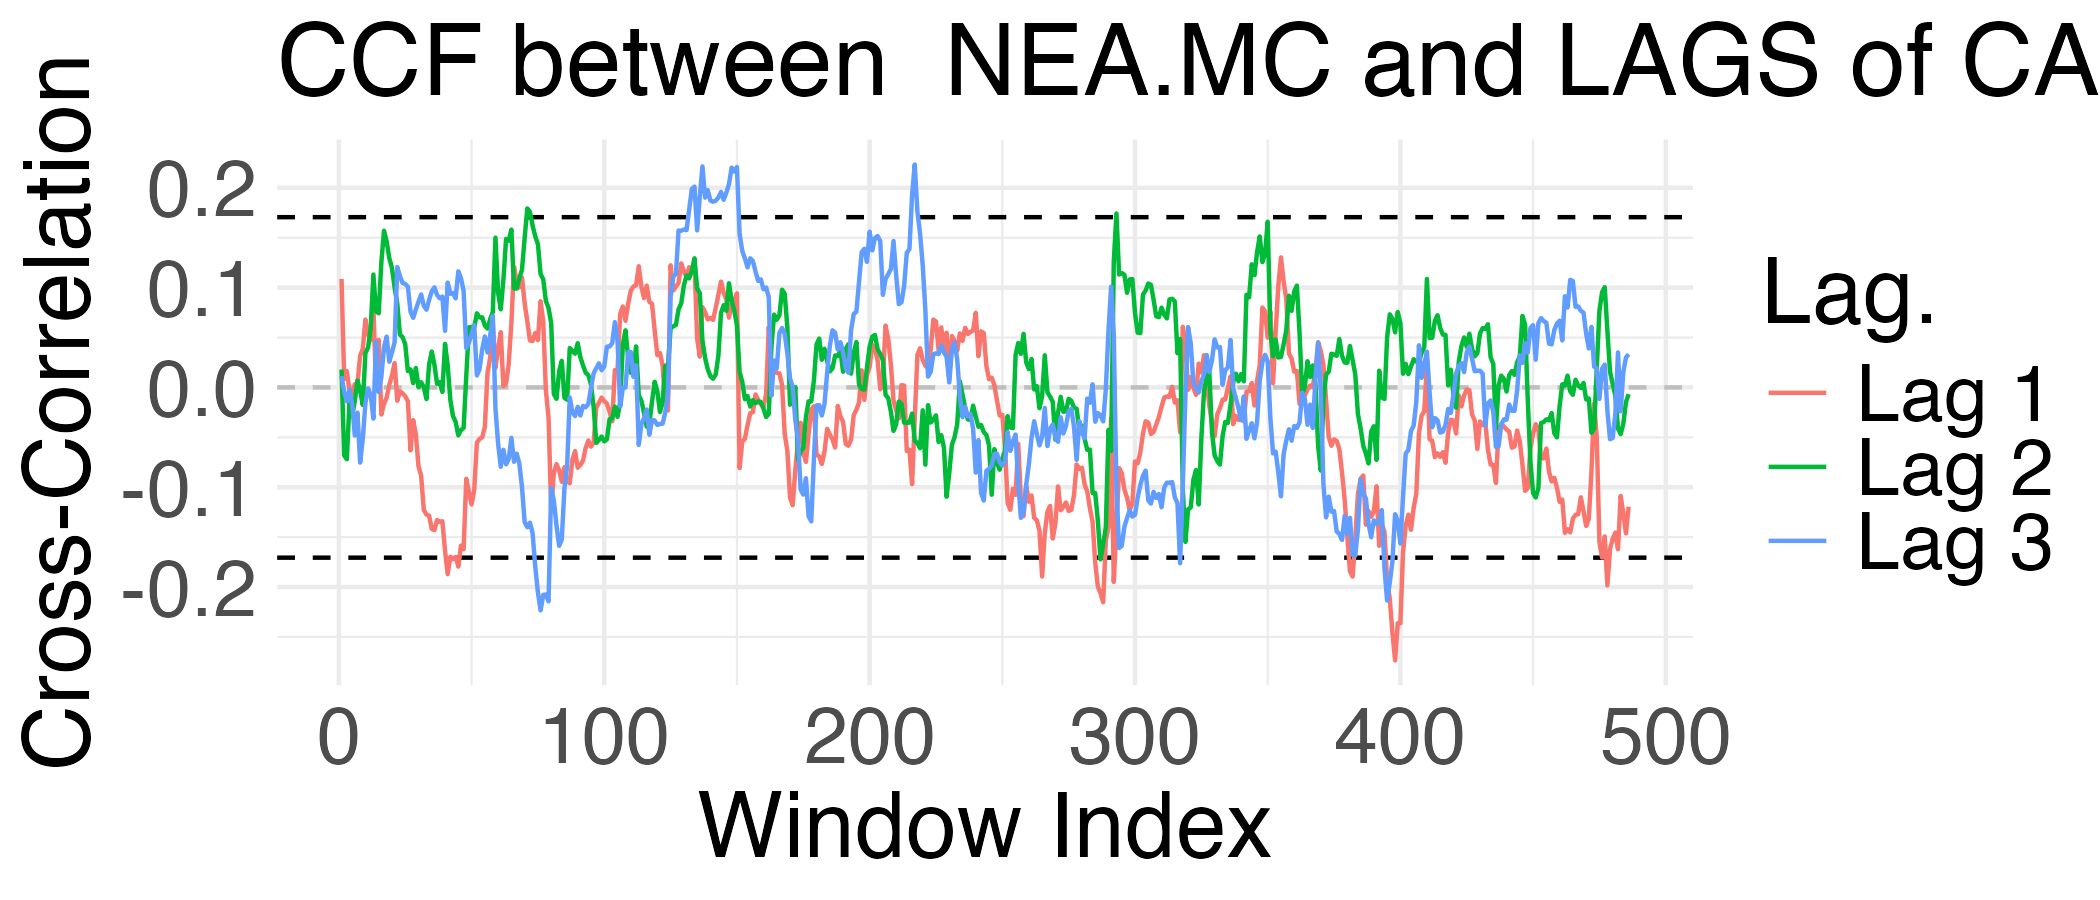 CCF between  NEA.MC and LAGS of CA
Cross-Correlation
0.2
0.1
0.0
-0.1
-0.2
0 100 200 300 400 500
Window Index
Lag.
Lag 1
Lag 2
Lag 3